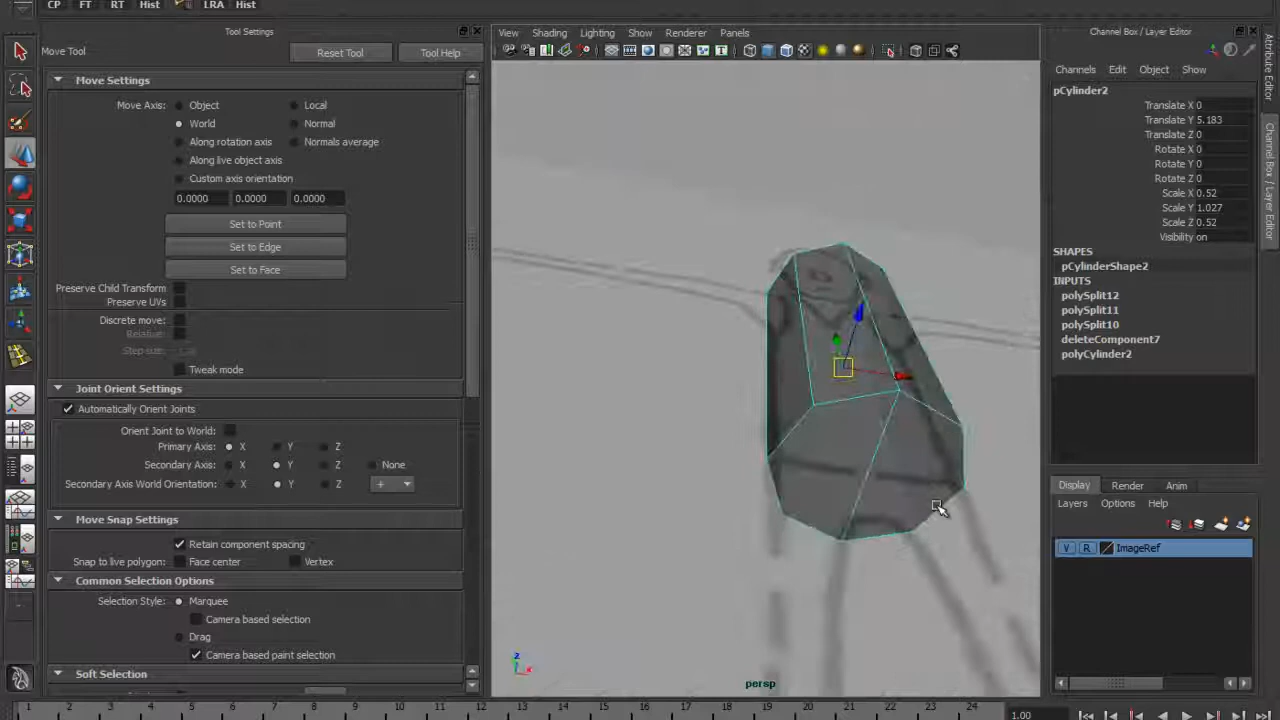 CP FT RT Hist LRA Hist
Tool Settings
Move Tool Reset Tool Tool Help
Move Settings
Move Axis: Object Local
World Normal
Along rotation axis Normals average
Along live object axis
Custom axis orientation
0.0000 0.0000 0.0000
Set to Point
Set to Edge
Set to Face
Preserve Child Transform
Preserve UVs
Discrete move:
Relative:
Step size:
Tweak mode
Joint Orient Settings
Automatically Orient Joints
Orient Joint to World:
Primary Axis: X Y Z
Secondary Axis: X Y Z None
Secondary Axis World Orientation: X Y Z +
Move Snap Settings
Retain component spacing
Snap to live polygon: Face center Vertex
Common Selection Options
Selection Style: Marquee
Camera based selection
Drag
Camera based paint selection
Soft Selection
View Shading Lighting Show Renderer Panels
z
x
persp
Channel Box / Layer Editor
Channels Edit Object Show
pCylinder2
Translate X 0
Translate Y 5.183
Translate Z 0
Rotate X 0
Rotate Y 0
Rotate Z 0
Scale X 0.52
Scale Y 1.027
Scale Z 0.52
Visibility on
SHAPES
pCylinderShape2
INPUTS
polySplit12
polySplit11
polySplit10
deleteComponent7
polyCylinder2
Display Render Anim
Layers Options Help
V R ImageRef
Attribute Editor
Channel Box / Layer Editor
1 2 3 4 5 6 7 8 9 10 11 12 13 14 15 16 17 18 19 20 21 22 23 24 1.00